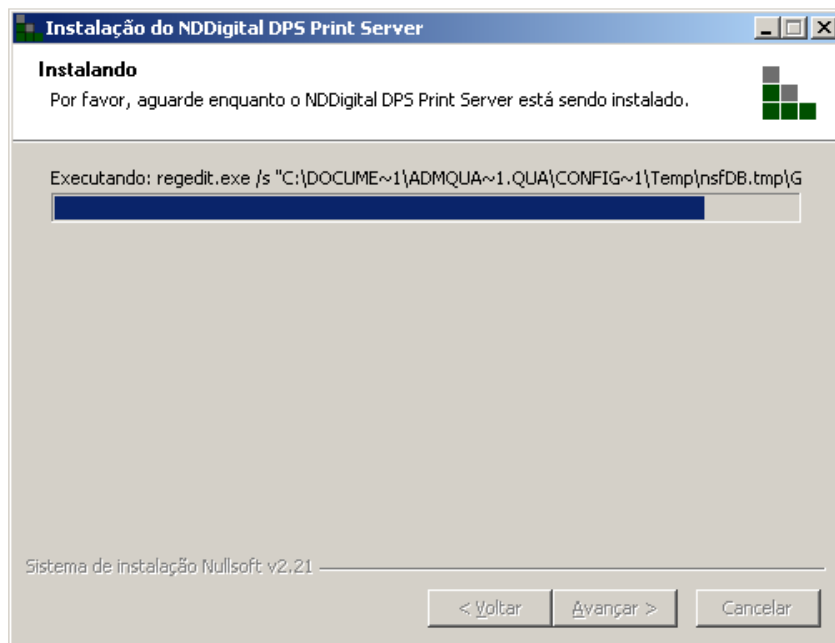 Instalação do NDDigital DPS Print Server
Instalando
Por favor, aguarde enquanto o NDDigital DPS Print Server está sendo instalado.
Executando: regedit.exe /s "C:\DOCUME~1\ADMQUA~1.QUA\CONFIG~1\Temp\nsfDB.tmp\G
Sistema de instalação Nullsoft v2.21
< Voltar Avançar > Cancelar